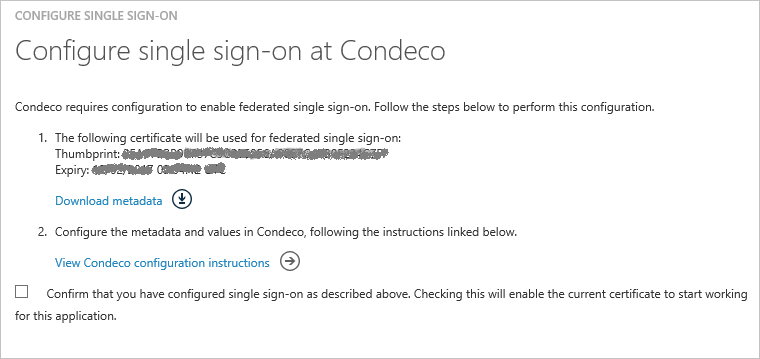 CONFIGURE SINGLE SIGN-ON
Configure single sign-on at Condeco
Condeco requires configuration to enable federated single sign-on. Follow the steps below to perform this configuration.
1. The following certificate will be used for federated single sign-on:
Thumbprint:
Expiry:
Download metadata
2. Configure the metadata and values in Condeco, following the instructions linked below.
View Condeco configuration instructions
Confirm that you have configured single sign-on as described above. Checking this will enable the current certificate to start working
for this application.